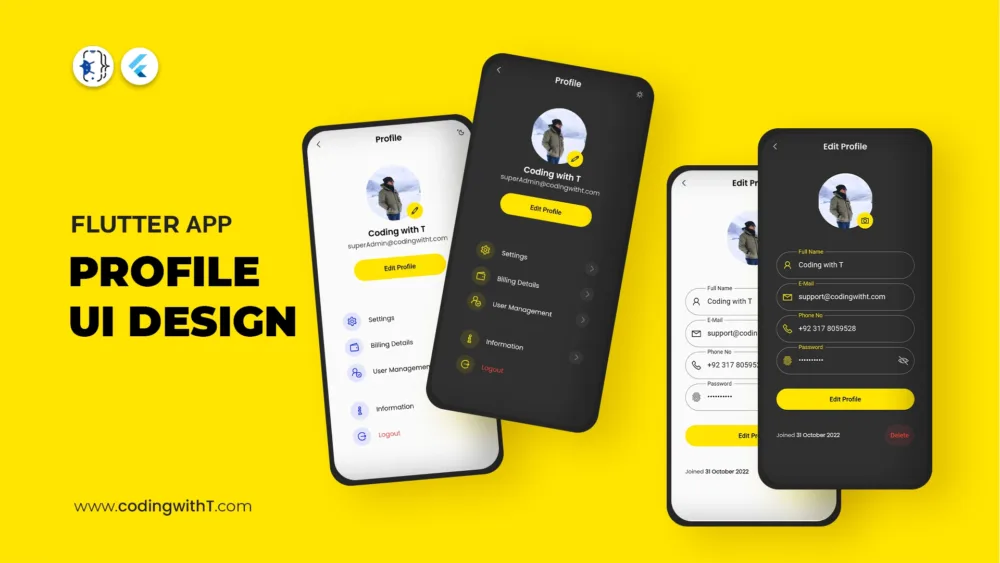 FLUTTER APP
PROFILE
UI DESIGN
www.codingwithT.com
Profile
Coding with T
superAdmin@codingwitht.com
Edit Profile
Settings
Billing Details
User Managemen
Information
Logout
Profile
Coding with T
superAdmin@codingwitht.com
Edit Profile
Settings
Billing Details
User Management
Information
Logout
Edit P
Full Name
Coding with T
E-Mail
support@codin
Phone No
+92 317 80595
Password
Edit P
Joined 31 October 2022
Edit Profile
Full Name
Coding with T
E-Mail
support@codingwitht.com
Phone No
+92 317 8059528
Password
Edit Profile
Joined 31 October 2022
Delete